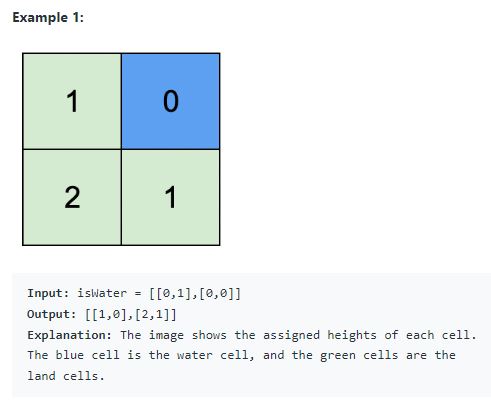 Example 1:
1 0
2 1
Input: isWater = [[0,1],[0,0]]
Output: [[1,0],[2,1]]
Explanation: The image shows the assigned heights of each cell.
The blue cell is the water cell, and the green cells are the
land cells.